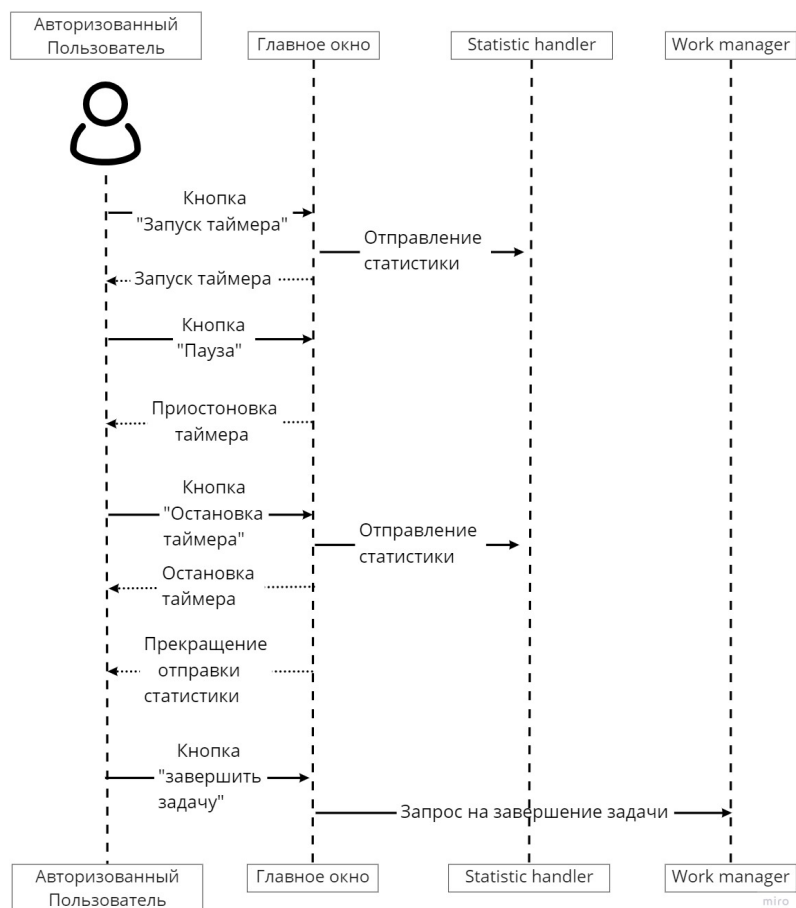 Авторизованный
Пользователь
Главное окно
Statistic handler
Work manager
Кнопка
"Запуск таймера"
Отправление
статистики
Запуск таймера
Кнопка
"Пауза"
Приостоновка
таймера
Кнопка
"Остановка
таймера"
Отправление
статистики
Остановка
таймера
Прекращение
отправки
статистики
Кнопка
"завершить
задачу"
Запрос на завершение задачи
Авторизованный
Пользователь
Главное окно
Statistic handler
Work manager
miro